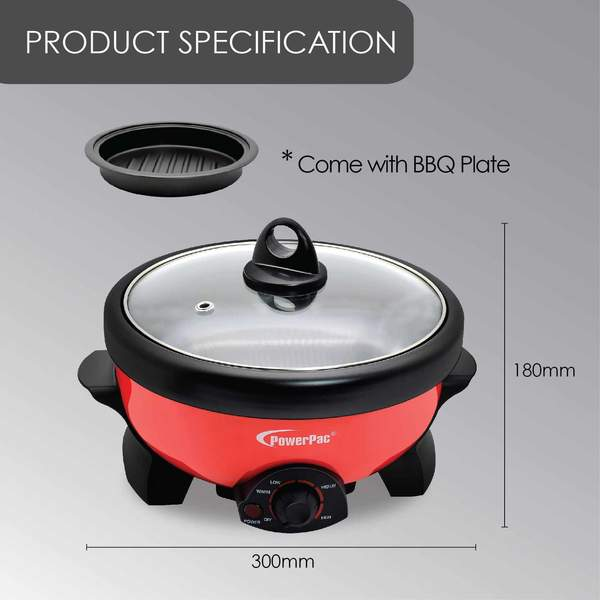 PRODUCT SPECIFICATION
* Come with BBQ Plate
180mm
PowerPac®
LOW
MEDIUM
WARM
HIGH
POWER
OFF
300mm